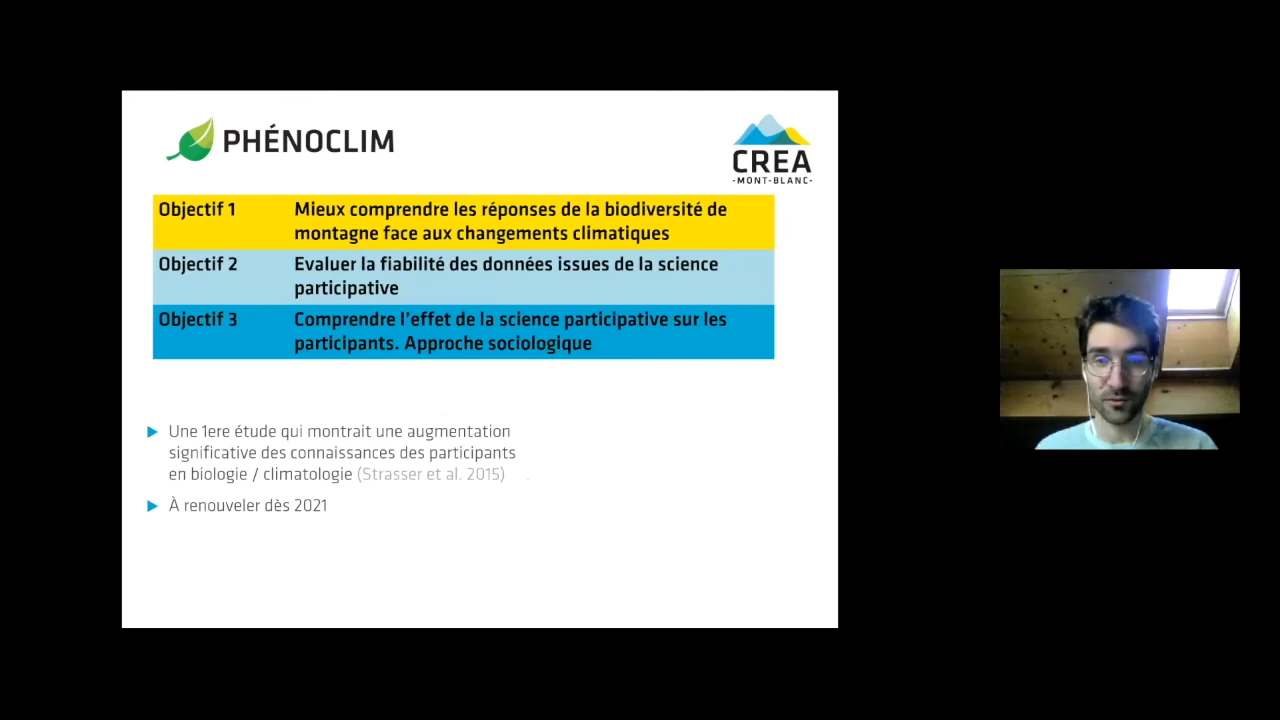 PHÉNOCLIM
CREA
-MONT-BLANC-
Objectif 1
Mieux comprendre les réponses de la biodiversité de
montagne face aux changements climatiques
Objectif 2
Evaluer la fiabilité des données issues de la science
participative
Objectif 3
Comprendre l'effet de la science participative sur les
participants. Approche sociologique
Une 1ere étude qui montrait une augmentation
significative des connaissances des participants
en biologie / climatologie (Strasser et al. 2015)
À renouveler dès 2021